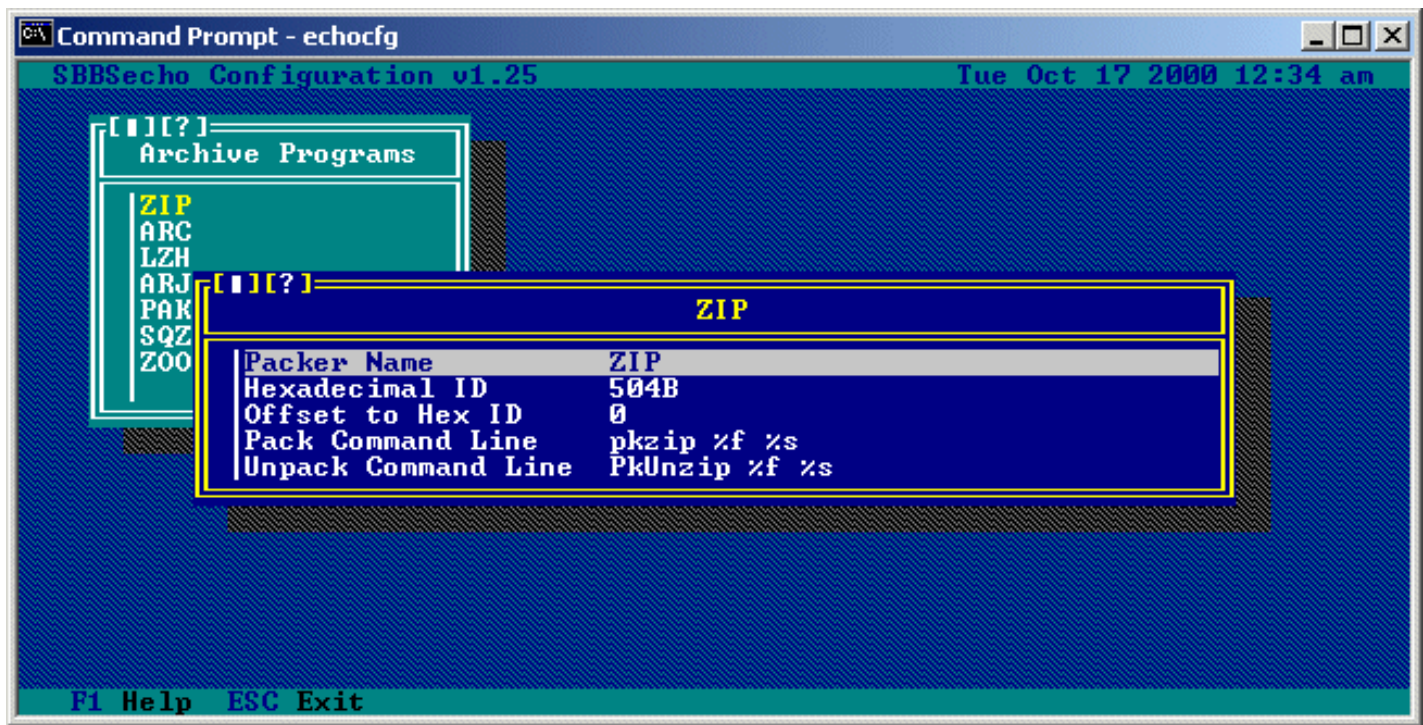 Command Prompt - echocfg
SBBSecho Configuration v1.25 Tue Oct 17 2000 12:34 am
[▮][?]
Archive Programs
ZIP
ARC
LZH
ARJ
PAK
SQZ
ZOO
[▮][?]
ZIP
Packer Name ZIP
Hexadecimal ID 504B
Offset to Hex ID 0
Pack Command Line pkzip %f %s
Unpack Command Line PkUnzip %f %s
F1 Help ESC Exit